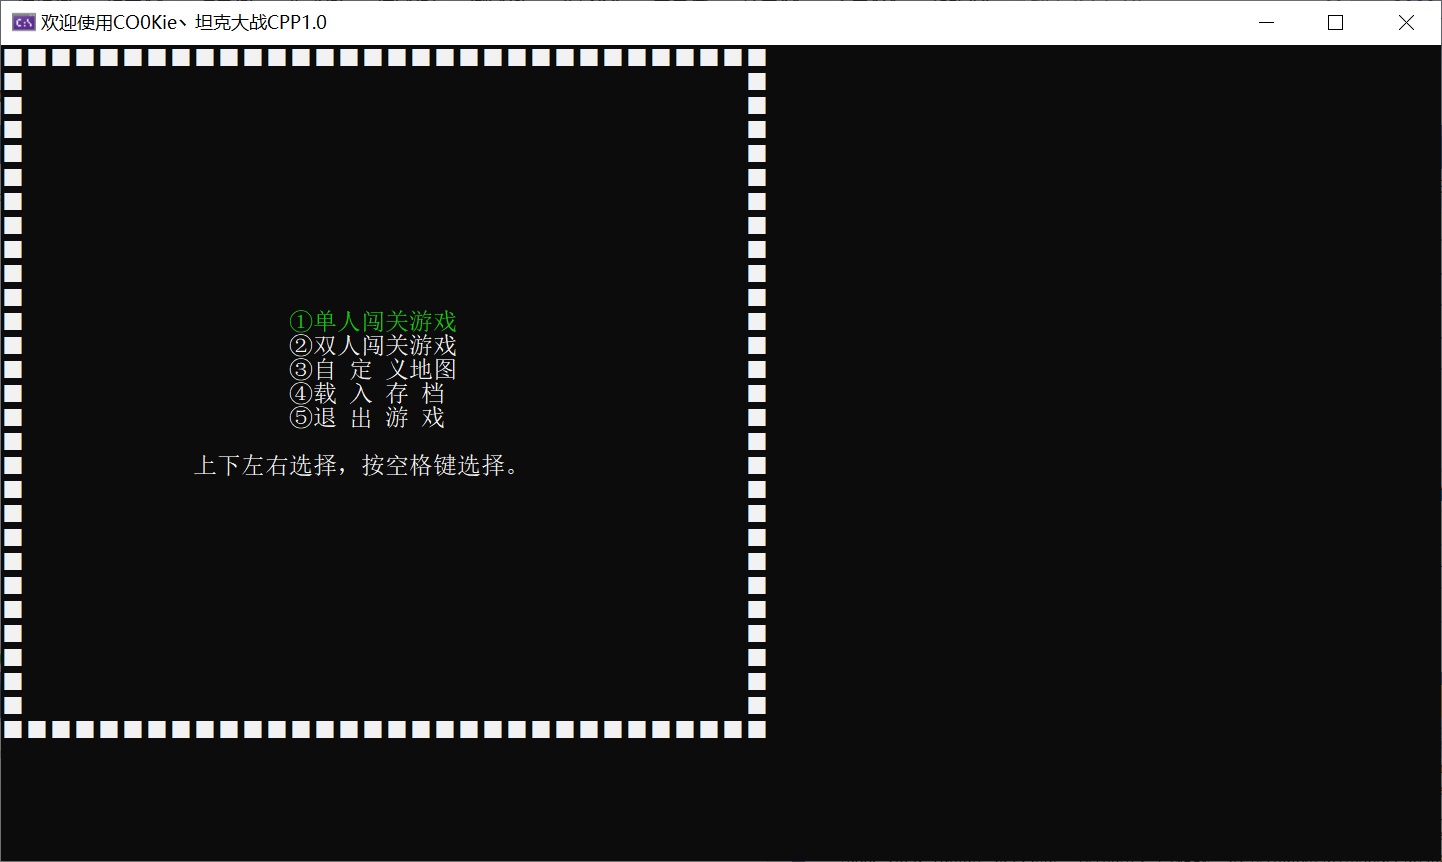 欢迎使用CO0Kie丶坦克大战CPP1.0
①单人闯关游戏
②双人闯关游戏
③自 定 义地图
④载 入 存 档
⑤退 出 游 戏
上下左右选择，按空格键选择。